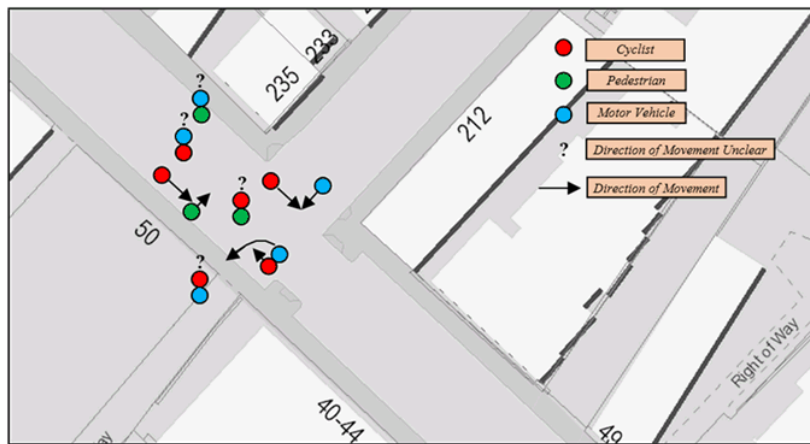 Cyclist
Pedestrian
Motor Vehicle
? Direction of Movement Unclear
Direction of Movement
233
235
212
?
?
?
50
?
40-44
49
Right of Way
Way